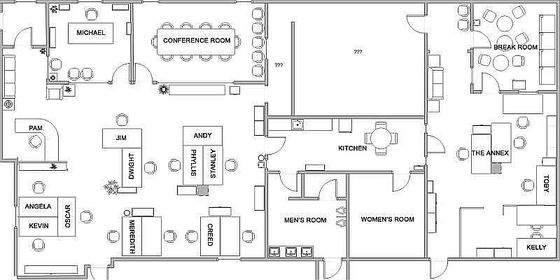 MICHAEL
CONFERENCE ROOM
???
???
BREAK ROOM
PAM
JIM
DWIGHT
ANDY
PHYLLIS
STANLEY
KITCHEN
THE ANNEX
TOBY
ANGELA
KEVIN
OSCAR
MEREDITH
CREED
MEN'S ROOM
WOMEN'S ROOM
KELLY